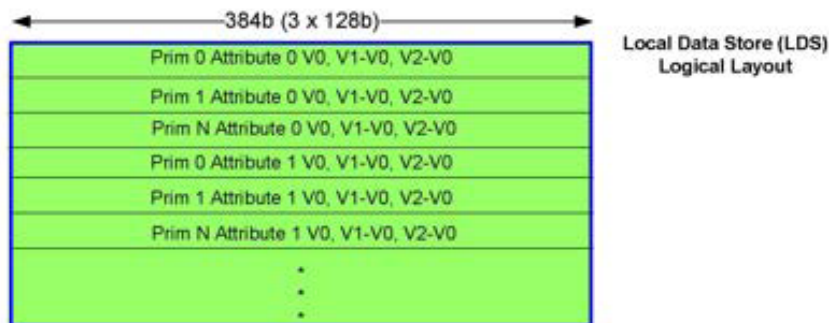 384b (3 x 128b)
Local Data Store (LDS)
Logical Layout
Prim 0 Attribute 0 V0, V1-V0, V2-V0
Prim 1 Attribute 0 V0, V1-V0, V2-V0
Prim N Attribute 0 V0, V1-V0, V2-V0
Prim 0 Attribute 1 V0, V1-V0, V2-V0
Prim 1 Attribute 1 V0, V1-V0, V2-V0
Prim N Attribute 1 V0, V1-V0, V2-V0